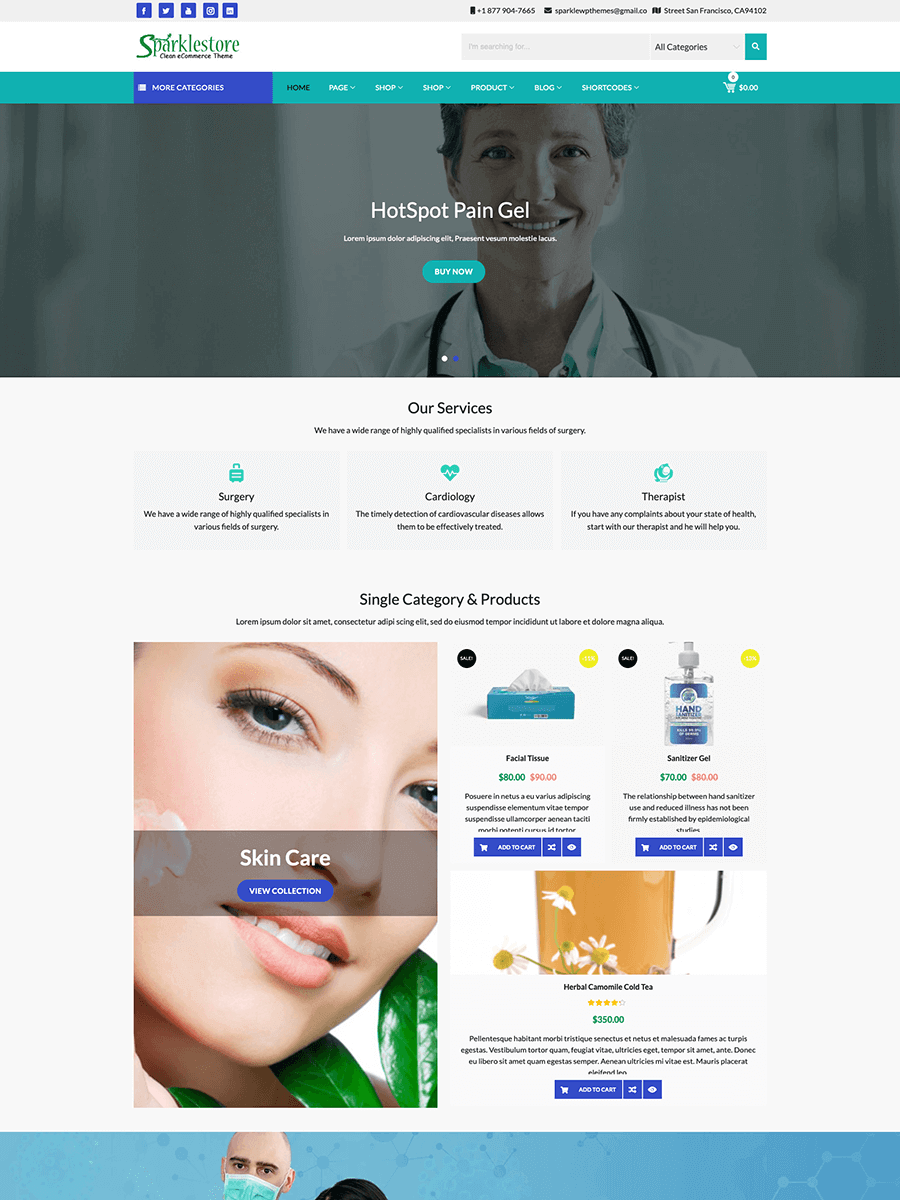 +1 877 904-7665 sparklewpthemes@gmail.co Street San Francisco, CA94102
Sparklestore
Clean eCommerce Theme
I'm searching for... All Categories
MORE CATEGORIES HOME PAGE SHOP SHOP PRODUCT BLOG SHORTCODES 0 $0.00
HotSpot Pain Gel
Lorem ipsum dolor adipiscing elit, Praesent vesum molestie lacus.
BUY NOW
Our Services
We have a wide range of highly qualified specialists in various fields of surgery.
Surgery
We have a wide range of highly qualified specialists in
various fields of surgery.
Cardiology
The timely detection of cardiovascular diseases allows
them to be effectively treated.
Therapist
If you have any complaints about your state of health,
start with our therapist and he will help you.
Single Category & Products
Lorem ipsum dolor sit amet, consectetur adipi scing elit, sed do eiusmod tempor incididunt ut labore et dolore magna aliqua.
Skin Care
VIEW COLLECTION
SALE! -11%
Facial Tissue
$80.00 $90.00
Posuere in netus a eu varius adipiscing
suspendisse elementum vitae tempor
suspendisse ullamcorper aenean taciti
morbi potenti cursus id tortor
ADD TO CART
SALE! -13%
HAND
SANITIZER
KILLS 99.9%
OF GERMS
Sanitizer Gel
$70.00 $80.00
The relationship between hand sanitizer
use and reduced illness has not been
firmly established by epidemiological
studies
ADD TO CART
Herbal Camomile Cold Tea
$350.00
Pellentesque habitant morbi tristique senectus et netus et malesuada fames ac turpis
egestas. Vestibulum tortor quam, feugiat vitae, ultricies eget, tempor sit amet, ante. Donec
eu libero sit amet quam egestas semper. Aenean ultricies mi vitae est. Mauris placerat
eleifend leo
ADD TO CART